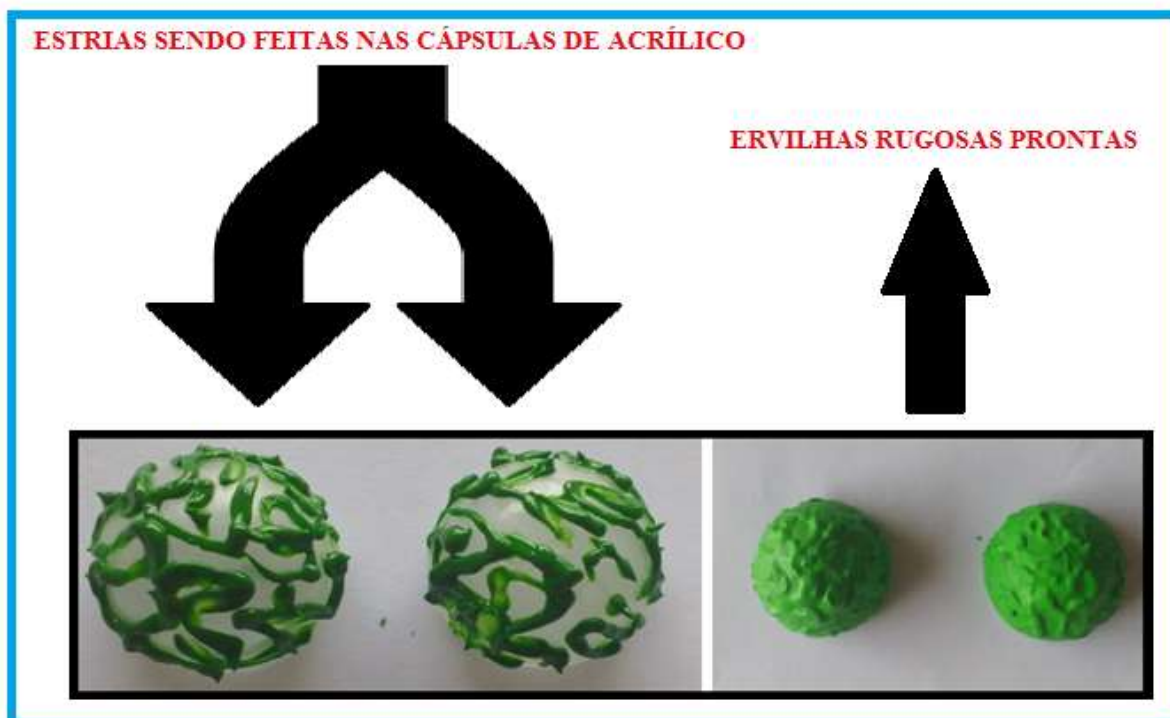 ESTRIAS SENDO FEITAS NAS CÁPSULAS DE ACRÍLICO
ERVILHAS RUGOSAS PRONTAS